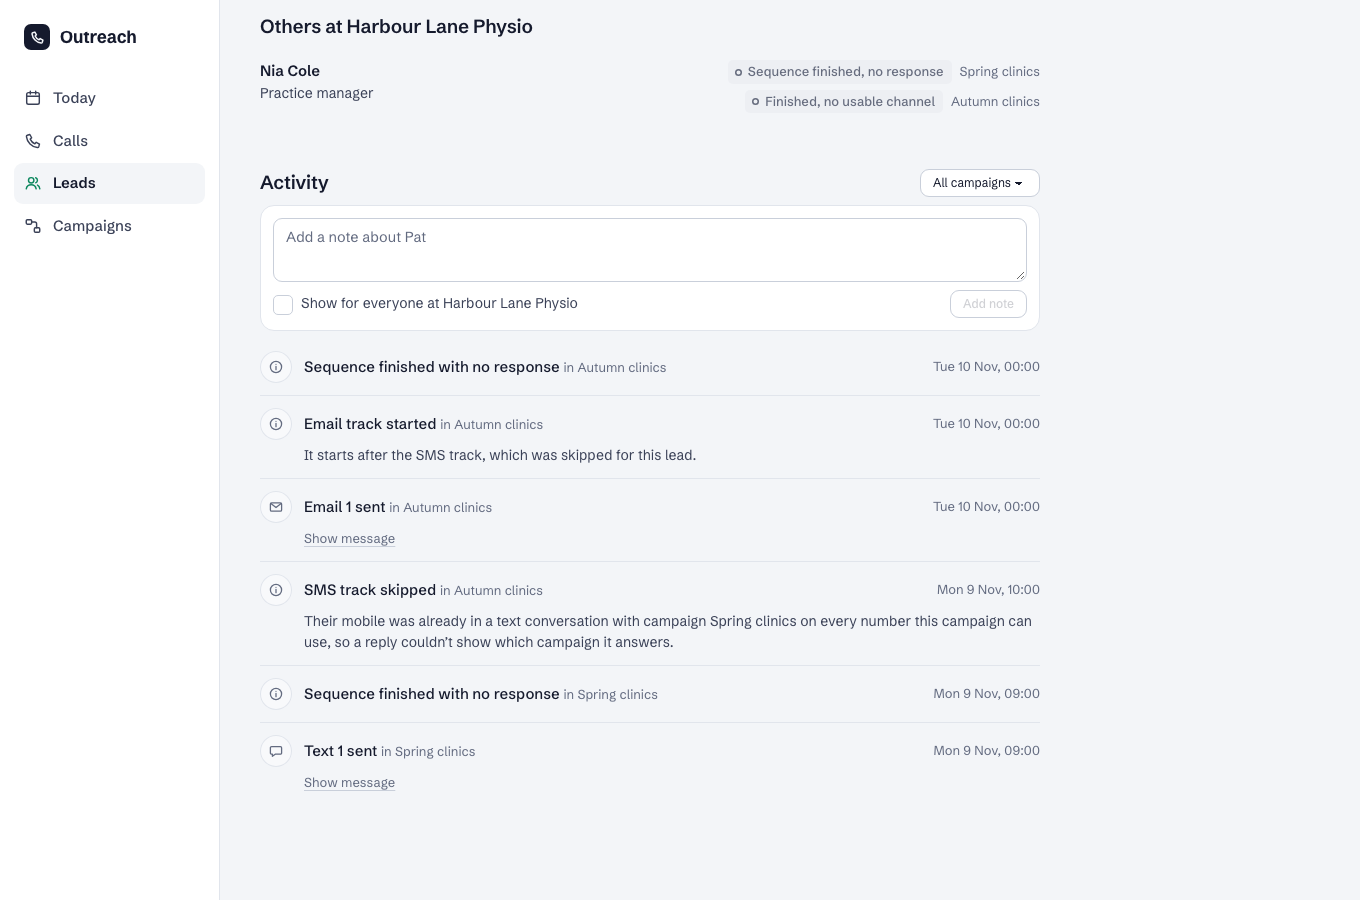 Outreach
Today
Calls
Leads
Campaigns
Others at Harbour Lane Physio
Nia Cole
Practice manager
Sequence finished, no response Spring clinics
Finished, no usable channel Autumn clinics
Activity
All campaigns
Add a note about Pat
Show for everyone at Harbour Lane Physio
Add note
Sequence finished with no response in Autumn clinics Tue 10 Nov, 00:00
Email track started in Autumn clinics Tue 10 Nov, 00:00
It starts after the SMS track, which was skipped for this lead.
Email 1 sent in Autumn clinics Tue 10 Nov, 00:00
Show message
SMS track skipped in Autumn clinics Mon 9 Nov, 10:00
Their mobile was already in a text conversation with campaign Spring clinics on every number this campaign can
use, so a reply couldn’t show which campaign it answers.
Sequence finished with no response in Spring clinics Mon 9 Nov, 09:00
Text 1 sent in Spring clinics Mon 9 Nov, 09:00
Show message